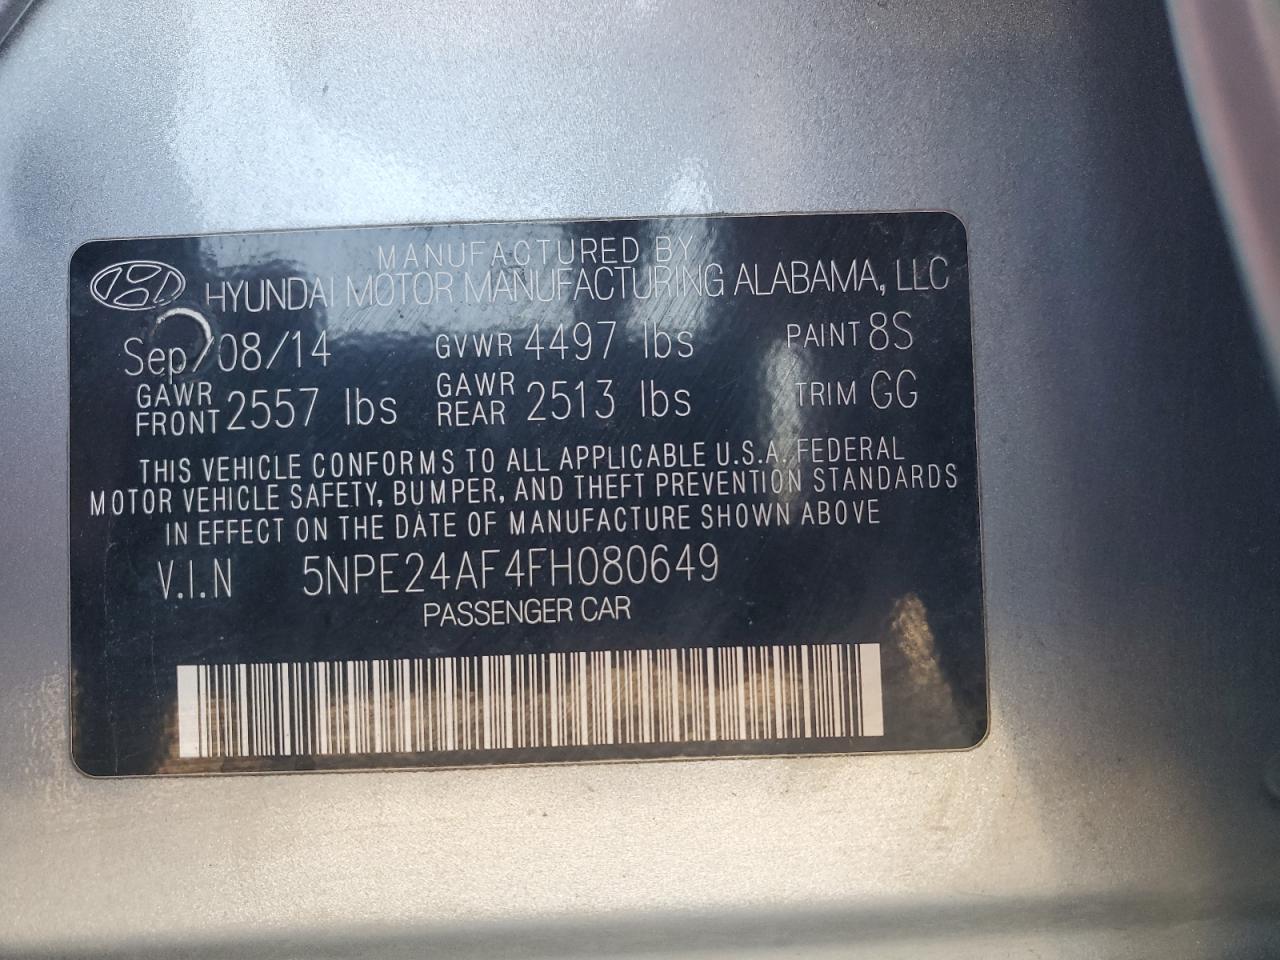 MANUFACTURED BY
HYUNDAI MOTOR MANUFACTURING ALABAMA, LLC
Sep/08/14 GVWR 4497 lbs PAINT 8S
GAWR FRONT 2557 lbs GAWR REAR 2513 lbs TRIM GG
THIS VEHICLE CONFORMS TO ALL APPLICABLE U.S.A. FEDERAL
MOTOR VEHICLE SAFETY, BUMPER, AND THEFT PREVENTION STANDARDS
IN EFFECT ON THE DATE OF MANUFACTURE SHOWN ABOVE
V.I.N 5NPE24AF4FH080649
PASSENGER CAR